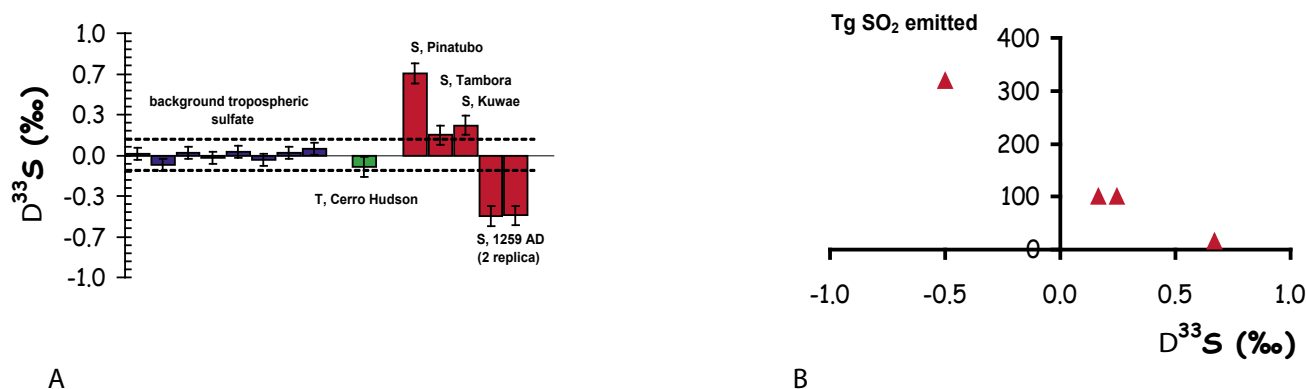 1.0
0.7
0.3
0.0
-0.3
-0.7
-1.0
D³³S (‰)
background tropospheric
sulfate
T, Cerro Hudson
S, Pinatubo
S, Tambora
S, Kuwae
S, 1259 AD
(2 replica)
A
Tg SO₂ emitted
400
300
200
100
0
-1.0 -0.5 0.0 0.5 1.0
D³³S (‰)
B